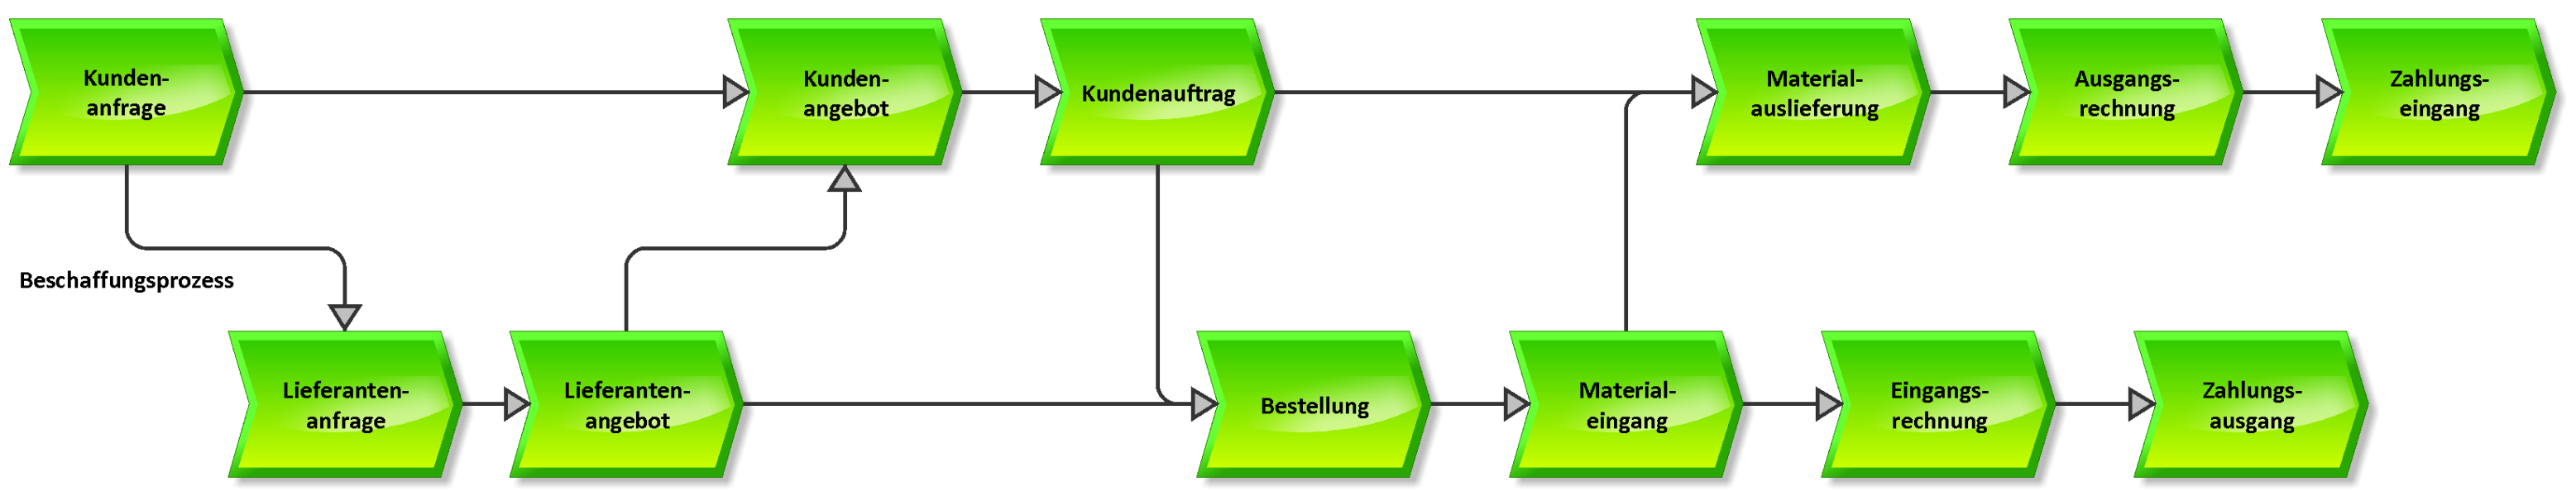 Kunden-
anfrage
Kunden-
angebot
Kundenauftrag
Material-
auslieferung
Ausgangs-
rechnung
Zahlungs-
eingang
Beschaffungsprozess
Lieferanten-
anfrage
Lieferanten-
angebot
Bestellung
Material-
eingang
Eingangs-
rechnung
Zahlungs-
ausgang